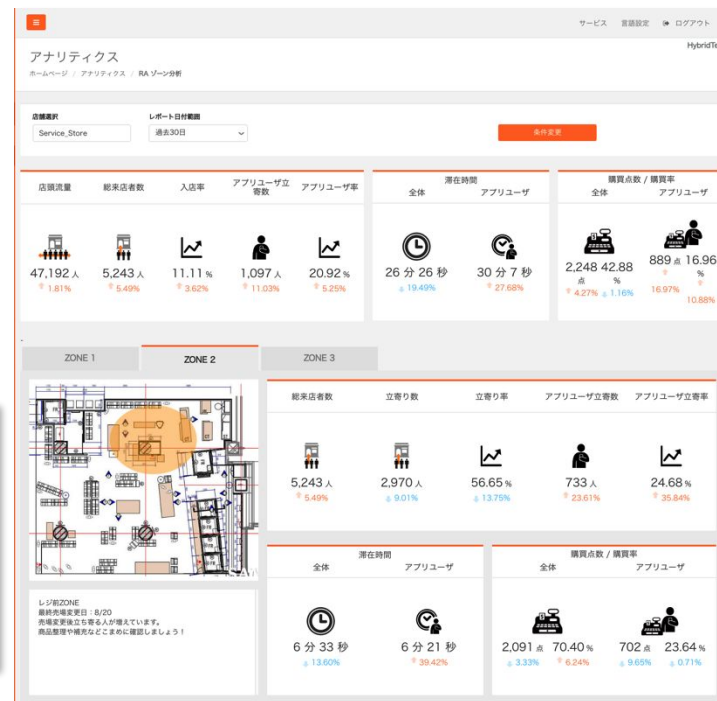 サービス 言語設定 ログアウト
HybridTe
アナリティクス
ホームページ / アナリティクス / RA ゾーン分析
店舗選択 レポート日付範囲
Service_Store 過去30日 条件変更
店頭流量 総来店者数 入店率 アプリユーザ立寄数 アプリユーザ率
47,192 人 5,243 人 11.11 % 1,097 人 20.92 %
1.81% 5.49% 3.62% 11.03% 5.25%
滞在時間
全体 アプリユーザ
26 分 26 秒 30 分 7 秒
19.49% 27.68%
購買点数 / 購買率
全体 アプリユーザ
2,248 点 42.88 % 889 点 16.96 %
4.27% 1.16% 16.97% 10.88%
ZONE 1 ZONE 2 ZONE 3
総来店者数 立寄り数 立寄り率 アプリユーザ立寄数 アプリユーザ立寄率
5,243 人 2,970 人 56.65 % 733 人 24.68 %
5.49% 9.01% 13.75% 23.61% 35.84%
レジ前ZONE
最終売場変更日：8/20
売場変更後立ち寄る人が増えています。
商品整理や補充などこまめに確認しましょう！
滞在時間
全体 アプリユーザ
6 分 33 秒 6 分 21 秒
13.60% 39.42%
購買点数 / 購買率
全体 アプリユーザ
2,091 点 70.40 % 702 点 23.64 %
3.33% 6.24% 9.65% 0.71%